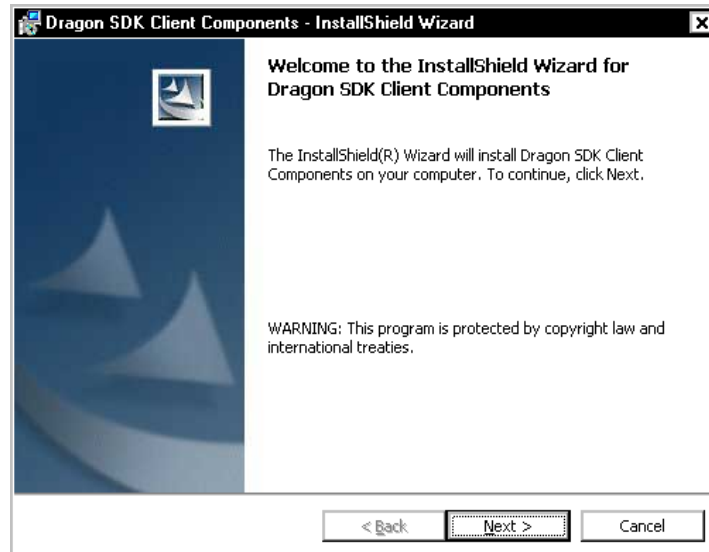 Dragon SDK Client Components - InstallShield Wizard
Welcome to the InstallShield Wizard for
Dragon SDK Client Components
The InstallShield(R) Wizard will install Dragon SDK Client
Components on your computer. To continue, click Next.
WARNING: This program is protected by copyright law and
international treaties.
< Back
Next >
Cancel